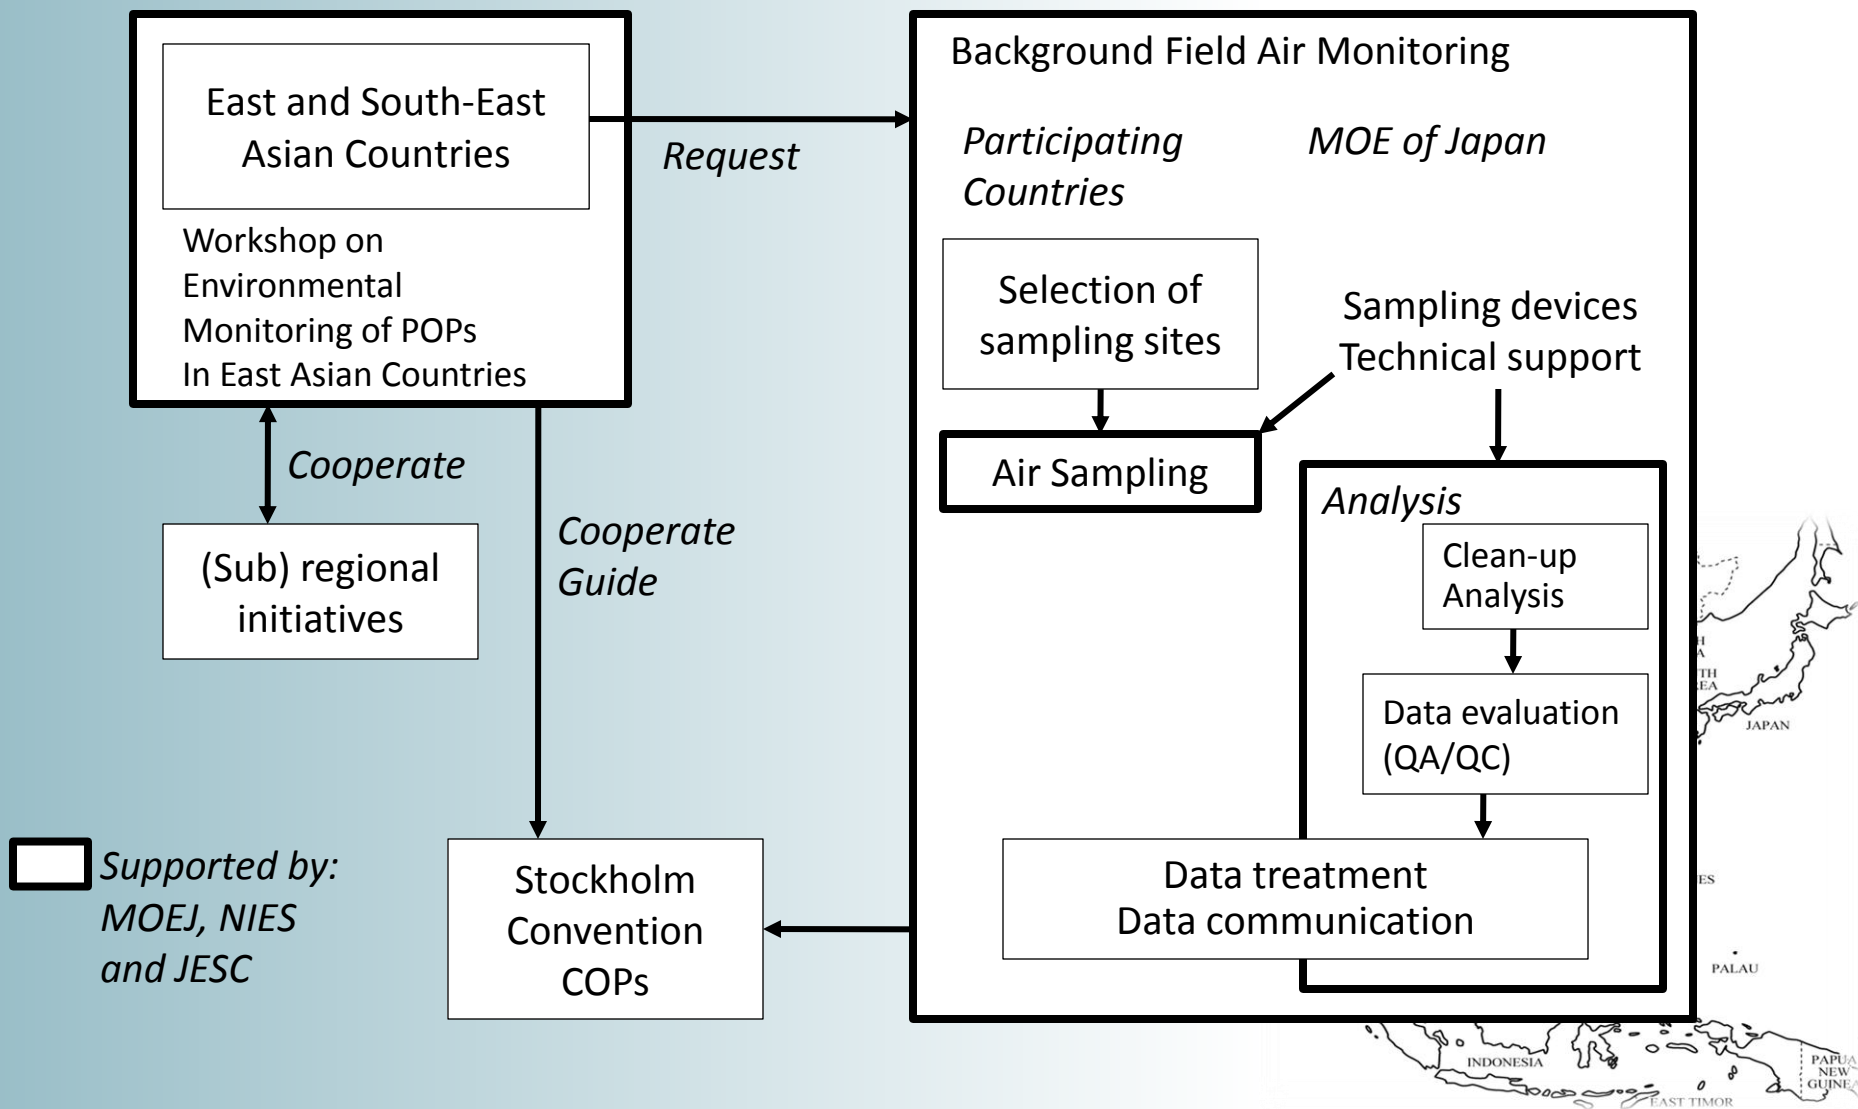 East and South-East
Asian Countries
Workshop on
Environmental
Monitoring of POPs
In East Asian Countries
Request
Cooperate
(Sub) regional
initiatives
Cooperate
Guide
Supported by:
MOEJ, NIES
and JESC
Stockholm
Convention
COPs
Background Field Air Monitoring
Participating
Countries
MOE of Japan
Selection of
sampling sites
Sampling devices
Technical support
Air Sampling
Analysis
Clean-up
Analysis
Data evaluation
(QA/QC)
Data treatment
Data communication
JAPAN
PALAU
INDONESIA
PAPUA
NEW
GUINEA
EAST TIMOR